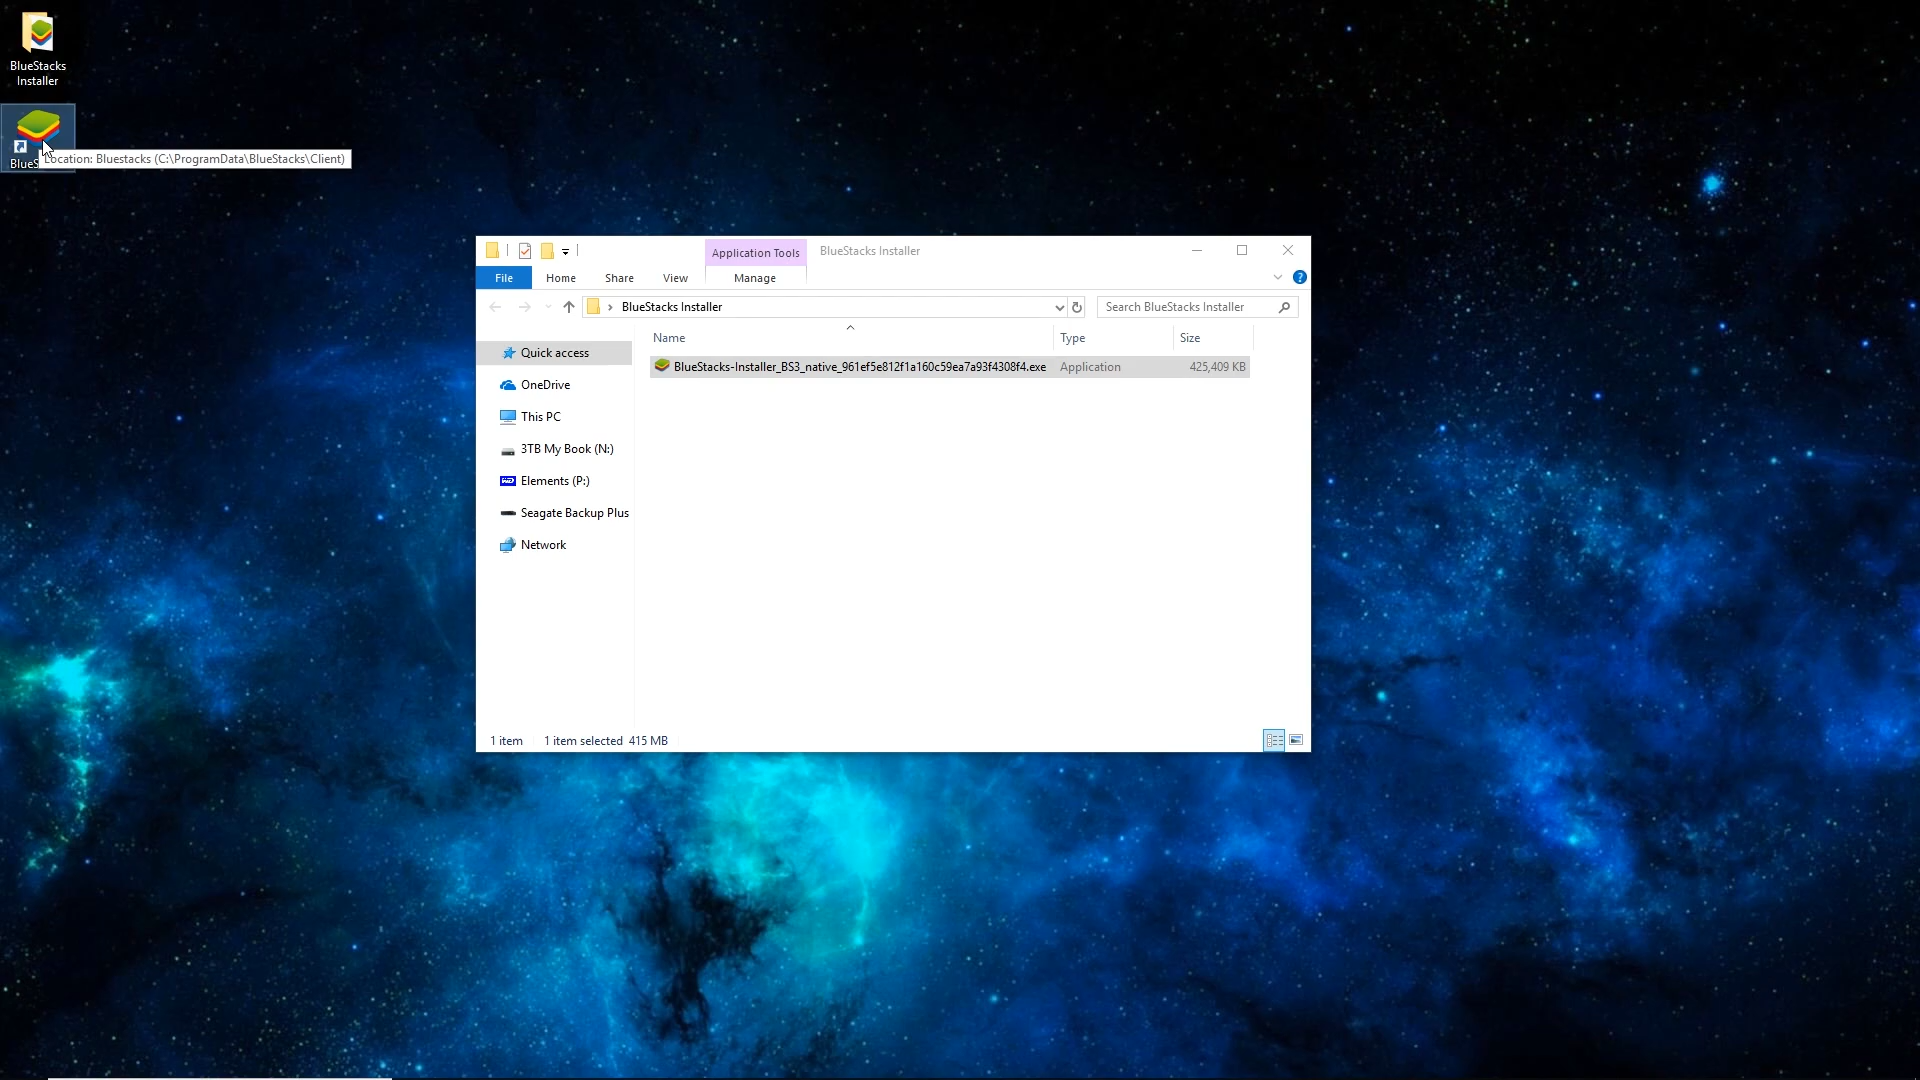 BlueStacks
Installer
BlueS
Location: Bluestacks (C:\ProgramData\BlueStacks\Client)
Application Tools
BlueStacks Installer
File
Home
Share
View
Manage
?
BlueStacks Installer
Search BlueStacks Installer
Name
Type
Size
Quick access
BlueStacks-Installer_BS3_native_961ef5e812f1a160c59ea7a93f4308f4.exe
Application
425,409 KB
OneDrive
This PC
3TB My Book (N:)
Elements (P:)
Seagate Backup Plus
Network
1 item
1 item selected 415 MB